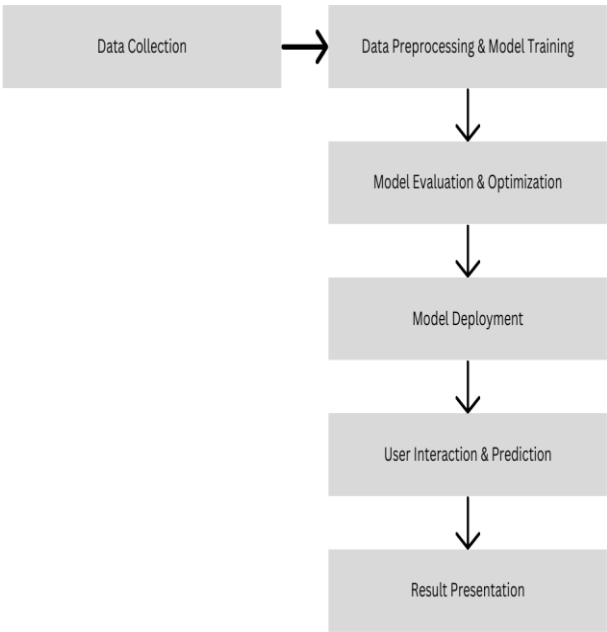 Data Collection
Data Preprocessing & Model Training
Model Evaluation & Optimization
Model Deployment
User Interaction & Prediction
Result Presentation